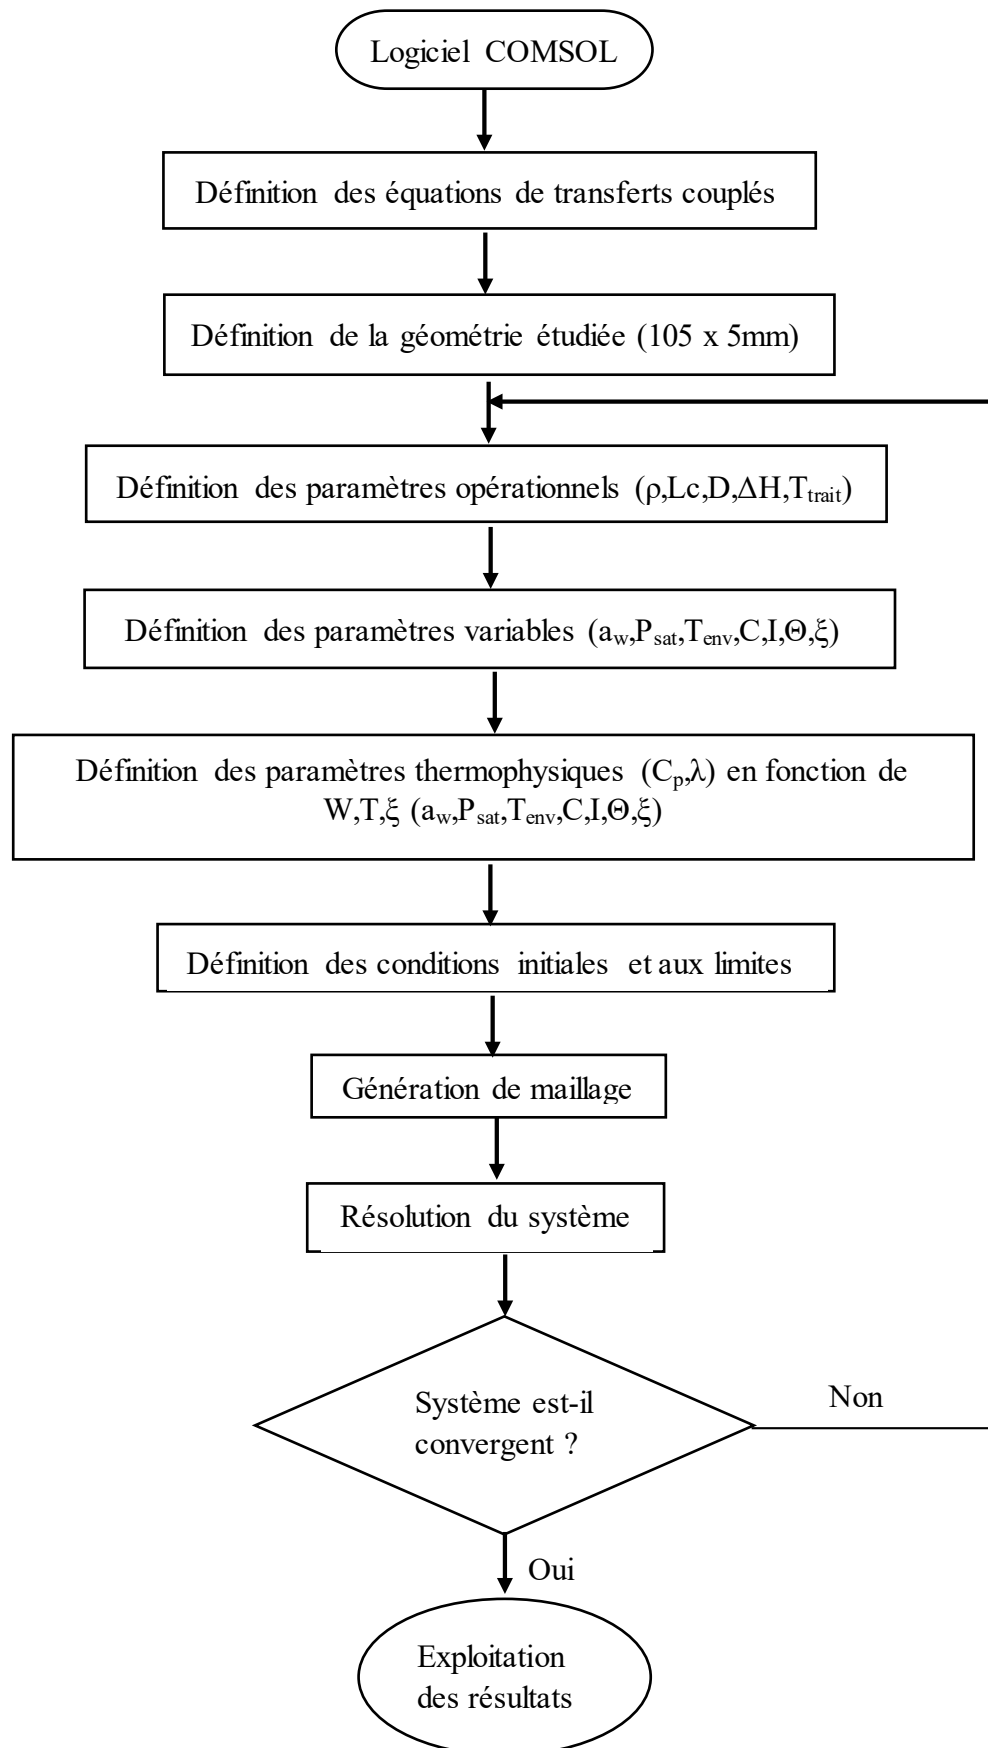 Logiciel COMSOL
Définition des équations de transferts couplés
Définition de la géométrie étudiée (105 x 5mm)
Définition des paramètres opérationnels (ρ,Lc,D,ΔH,Ttrait)
Définition des paramètres variables (aw,Psat,Tenv,C,I,Θ,ξ)
Définition des paramètres thermophysiques (Cp,λ) en fonction de
W,T,ξ (aw,Psat,Tenv,C,I,Θ,ξ)
Définition des conditions initiales et aux limites
Génération de maillage
Résolution du système
Système est-il
convergent ?
Non
Oui
Exploitation
des résultats